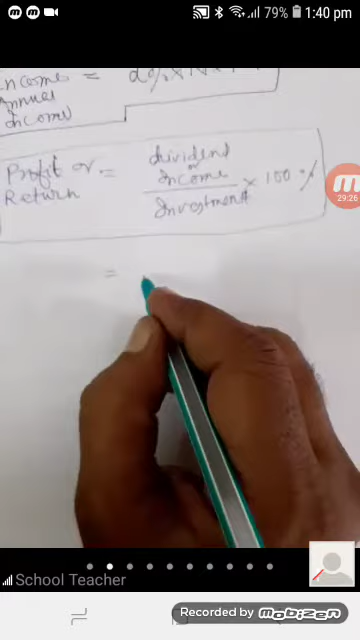 79% 1:40 pm
Income =
Annual
Income
dividend
or
Profit or = Income × 100 %
Return Investment
29:26
=
School Teacher
Recorded by mobizen